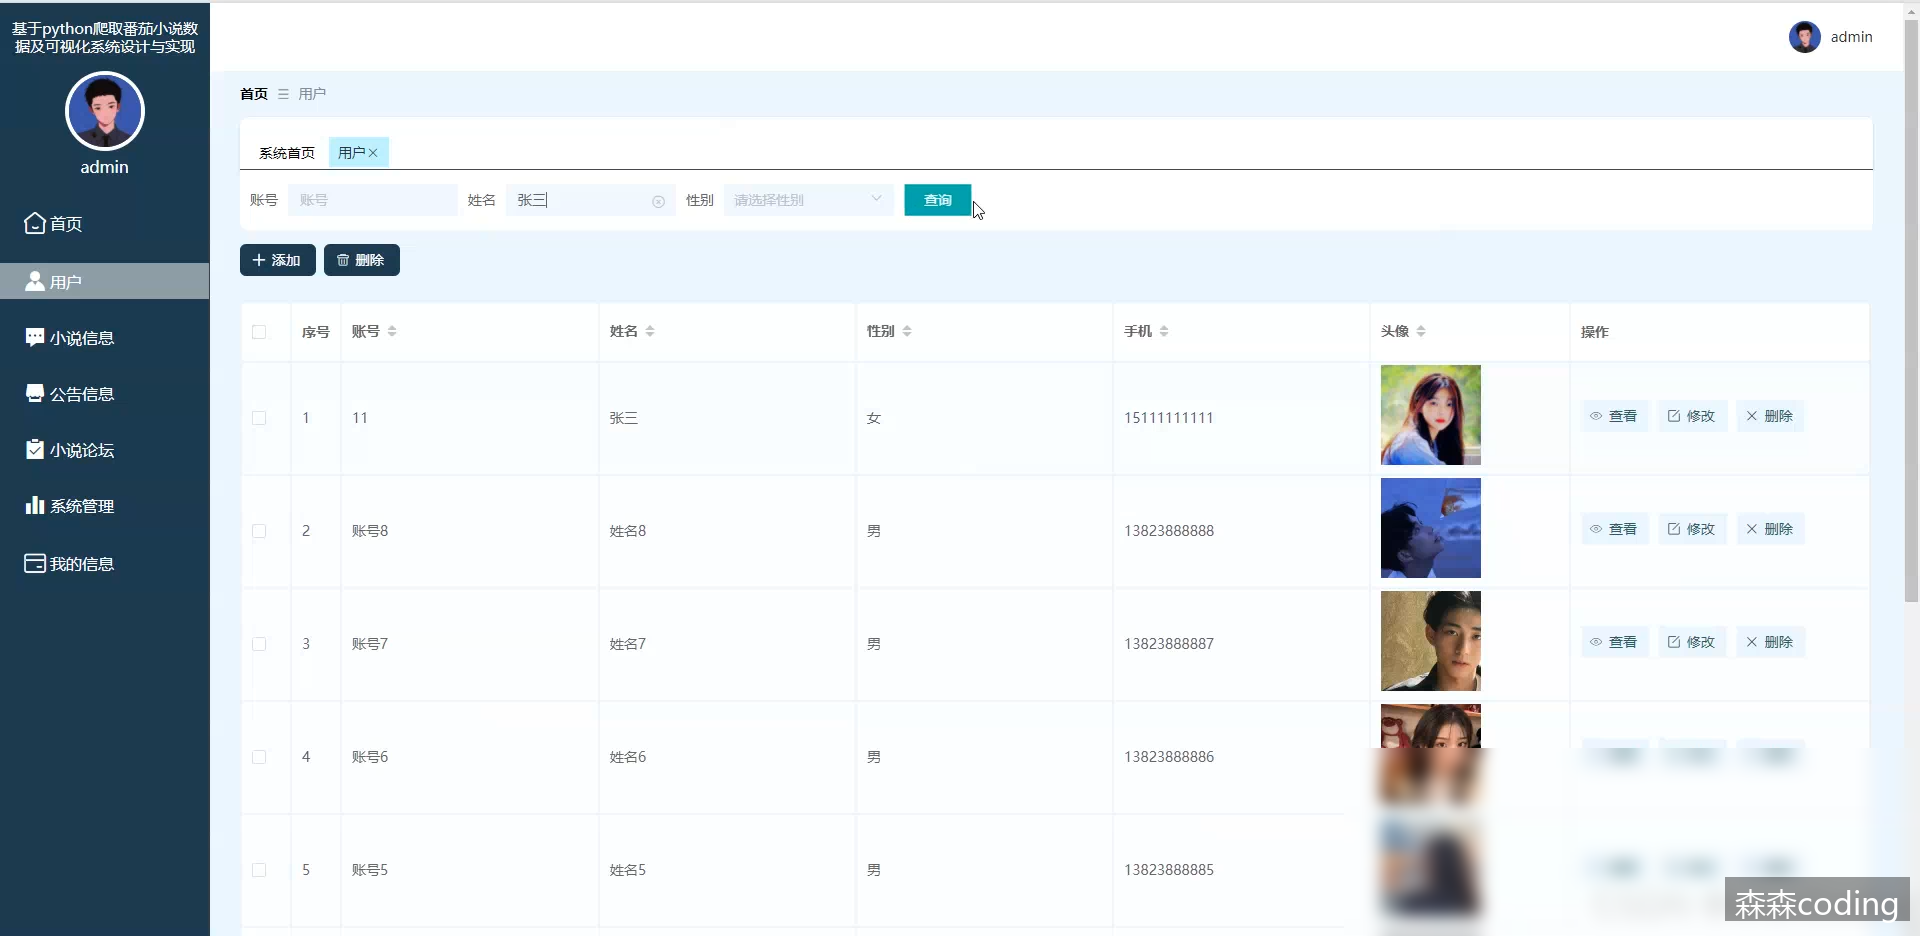 基于python爬取番茄小说数
据及可视化系统设计与实现
admin
首页
用户
小说信息
公告信息
小说论坛
系统管理
我的信息
admin
首页 用户
系统首页 用户
账号 账号 姓名 张三 性别 请选择性别 查询
添加 删除
序号 账号 姓名 性别 手机 头像 操作
1 11 张三 女 15111111111 查看 修改 删除
2 账号8 姓名8 男 13823888888 查看 修改 删除
3 账号7 姓名7 男 13823888887 查看 修改 删除
4 账号6 姓名6 男 13823888886
5 账号5 姓名5 男 13823888885
森森coding